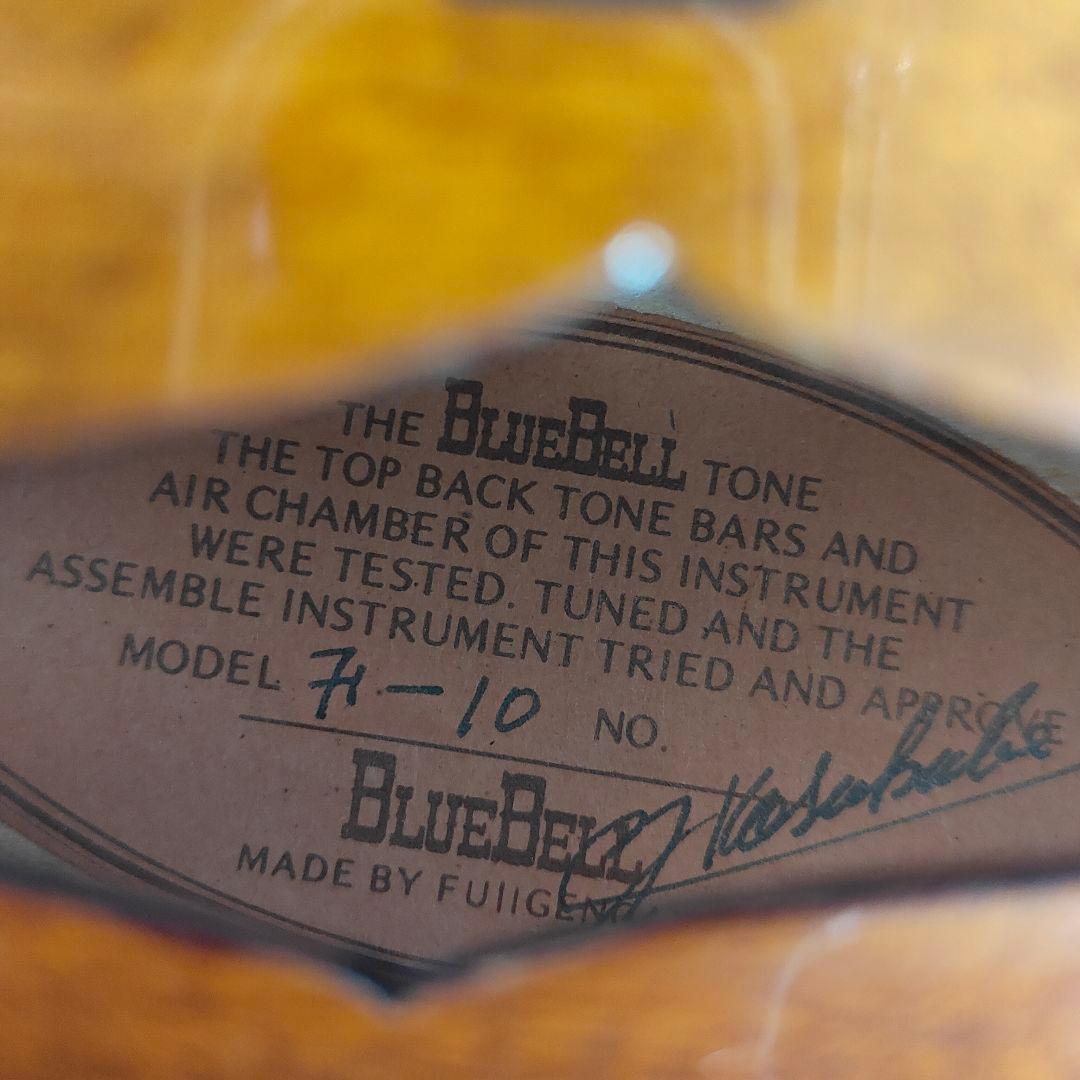 THE BLUEBELL TONE
THE TOP BACK TONE BARS AND
AIR CHAMBER OF THIS INSTRUMENT
WERE TESTED. TUNED AND THE
ASSEMBLE INSTRUMENT TRIED AND APPROVE
MODEL 7H-10 NO.
BLUEBELL
MADE BY FUJIGEN